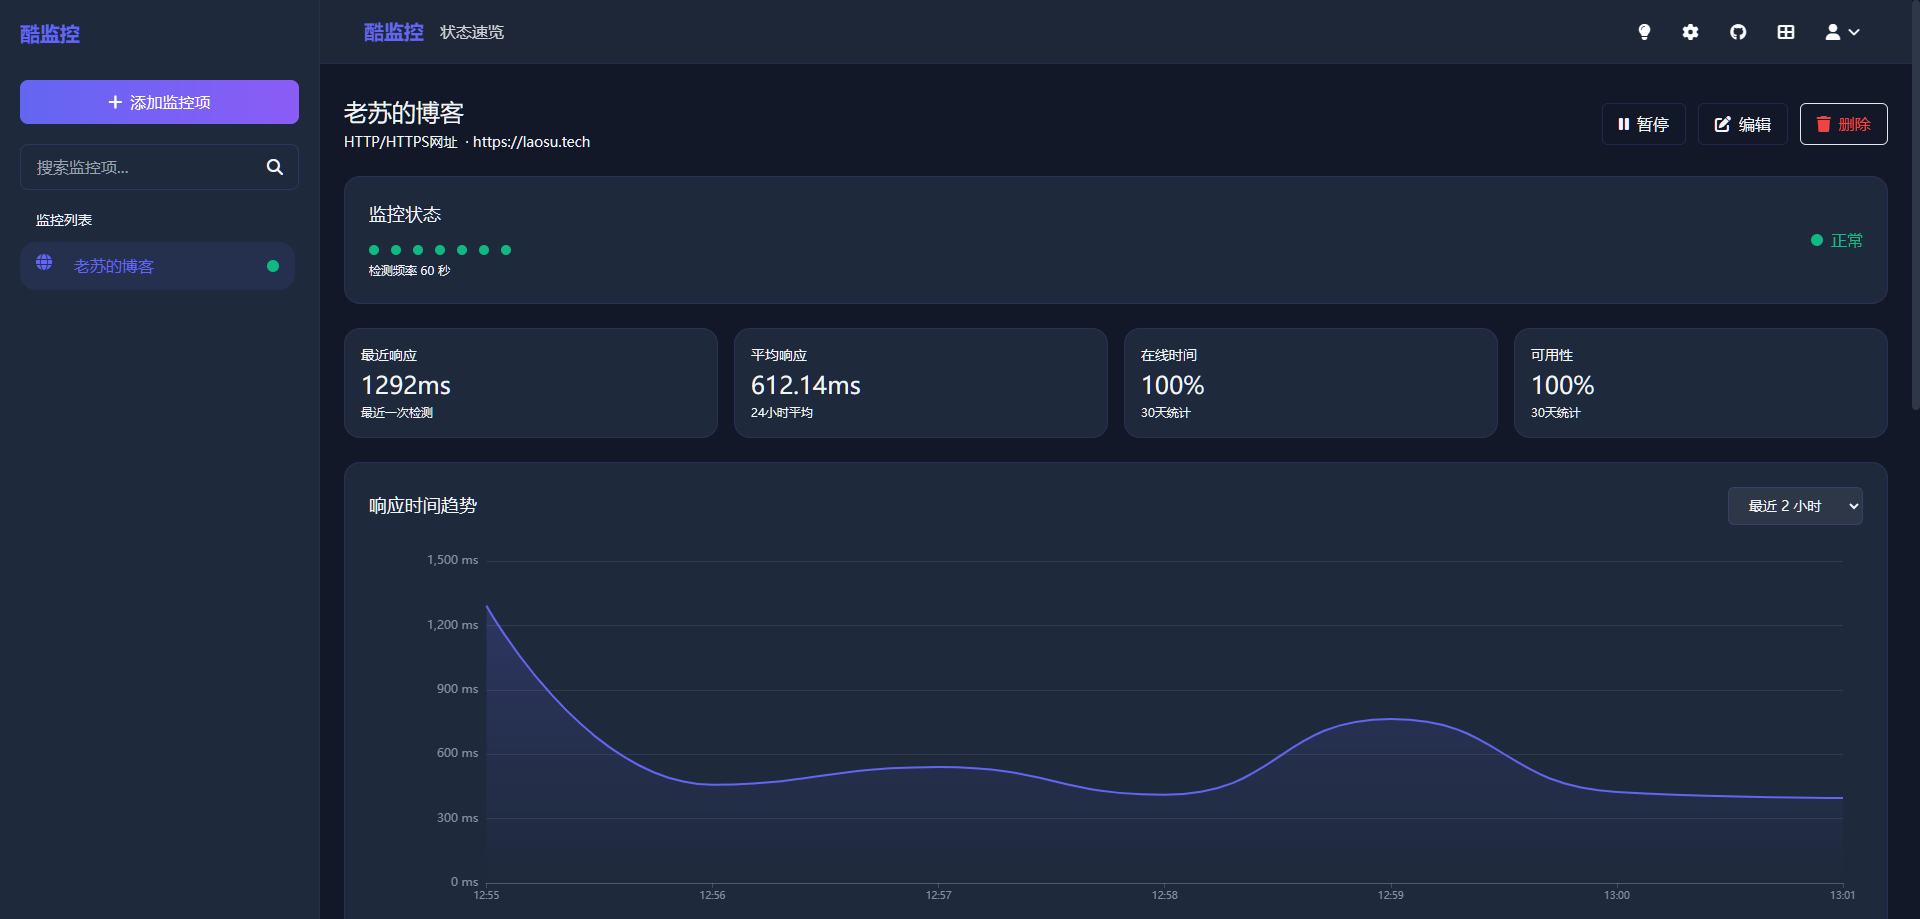 酷监控
添加监控项
搜索监控项...
监控列表
老苏的博客
酷监控 状态速览
老苏的博客
HTTP/HTTPS网址 · https://laosu.tech
暂停 编辑 删除
监控状态
检测频率 60 秒
正常
最近响应
1292ms
最近一次检测
平均响应
612.14ms
24小时平均
在线时间
100%
30天统计
可用性
100%
30天统计
响应时间趋势
最近 2 小时
1,500 ms
1,200 ms
900 ms
600 ms
300 ms
0 ms
12:55 12:56 12:57 12:58 12:59 13:00 13:01